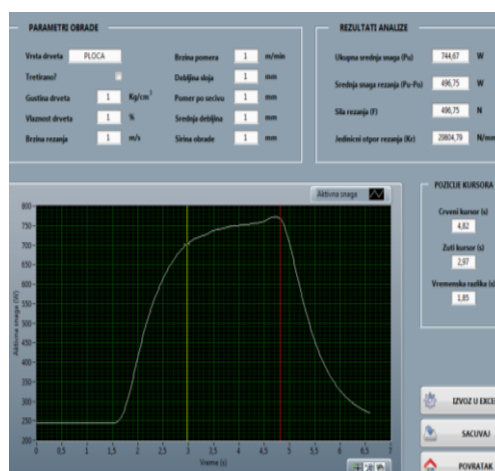 PARAMETRI OBRADE
Vrsta drveta PLOCA
Tretirano?
Gustina drveta 1 Kg/cm³
Vlaznost drveta 1 %
Brzina rezanja 1 m/s
Brzina pomera 1 m/min
Debljina sloja 1 mm
Pomer po secivu 1 mm
Srednja debljina 1 mm
Sirina obrade 1 mm
REZULTATI ANALIZE
Ukupna srednja snaga (Pu) 744,67 W
Srednja snaga rezanja (Pu-Po) 496,75 W
Sila rezanja (F) 496,75 N
Jedinicni otpor rezanja (Kr) 29804,79 N/mm
Aktivna snaga
Aktivna snaga (W)
800-
750-
700-
650-
600-
550-
500-
450-
400-
350-
300-
250-
200-
0 0,5 1 1,5 2 2,5 3 3,5 4 4,5 5 5,5 6 6,5 7
Vreme (s)
POZICIJE KURSORA
Crveni kursor (s)
4,82
Zuti kursor (s)
2,97
Vremenska razlika (s)
1,85
IZVOZ U EXCE
SACUVAJ
POVRATAK